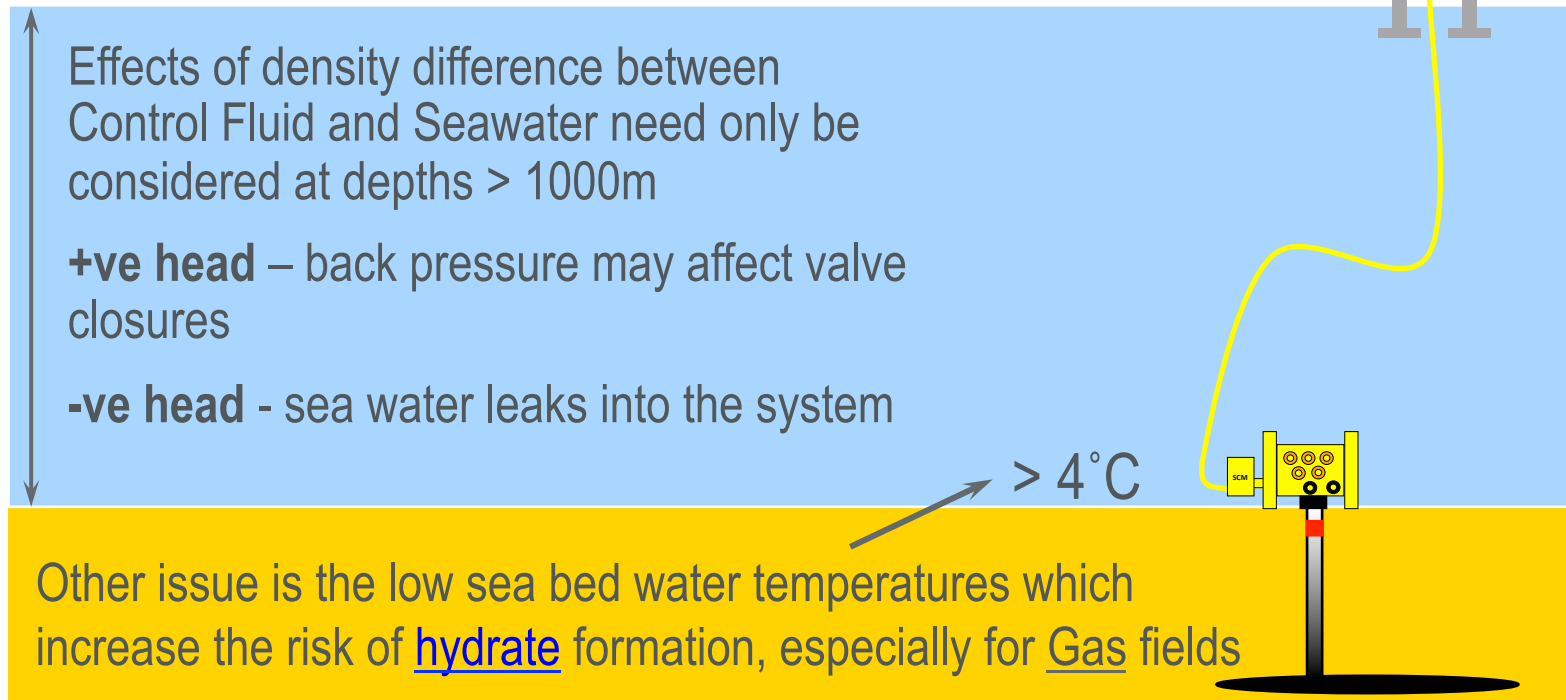 Effects of density difference between
Control Fluid and Seawater need only be
considered at depths > 1000m
+ve head – back pressure may affect valve
closures
-ve head - sea water leaks into the system
> 4˚C
SCM
Other issue is the low sea bed water temperatures which
increase the risk of hydrate formation, especially for Gas fields